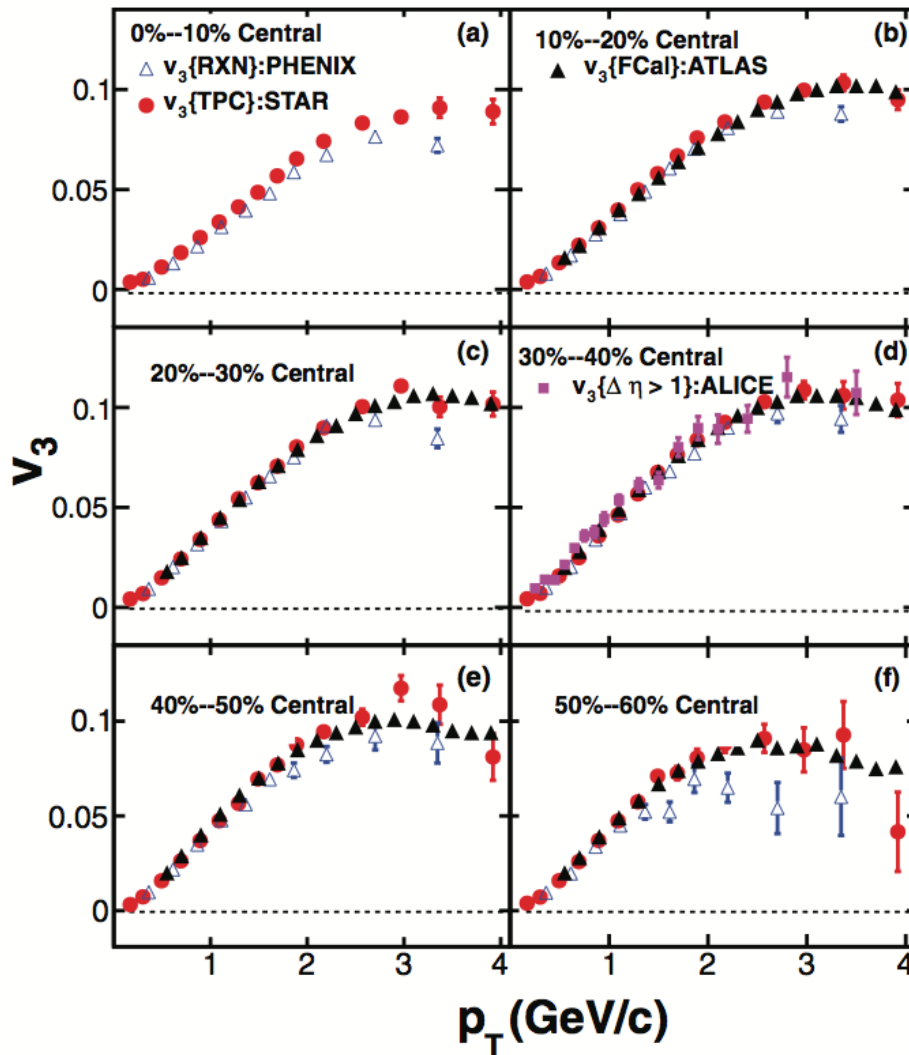 0%--10% Central
(a)
v3{RXN}:PHENIX
v3{TPC}:STAR
10%--20% Central
(b)
v3{FCal}:ATLAS
0.1
0.05
0
20%--30% Central
(c)
30%--40% Central
(d)
v3{Δ η > 1}:ALICE
0.1
0.05
0
v3
40%--50% Central
(e)
50%--60% Central
(f)
0.1
0.05
0
1 2 3 4 1 2 3 4
pT (GeV/c)